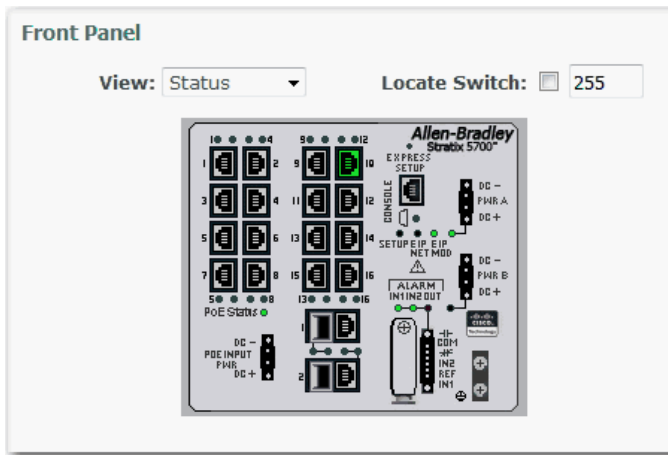 Front Panel
View: Status
Locate Switch: 255
Allen-Bradley
Stratix 5700™
1 4
9 12
EXPRESS
SETUP
1 2
9 10
3 4
11 12
5 6
13 14
7 8
15 16
CONSOLE
DC -
PWR A
DC +
SETUP EIP EIP
NET MOD
ALARM
IN1 IN2 OUT
DC -
PWR B
DC +
5 8
13 16
PoE Status
CISCO
Technology
DC -
POE INPUT
PWR
DC +
1
2
COM
IN2
REF
IN1